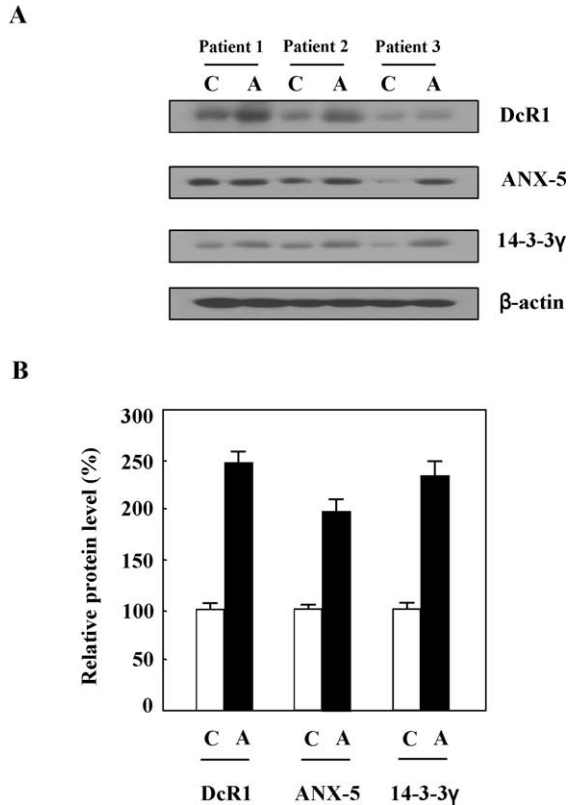 A
Patient 1 Patient 2 Patient 3
C A C A C A
DcR1
ANX-5
14-3-3γ
β-actin
B
Relative protein level (%)
300
250
200
150
100
50
0
C A C A C A
DcR1 ANX-5 14-3-3γ